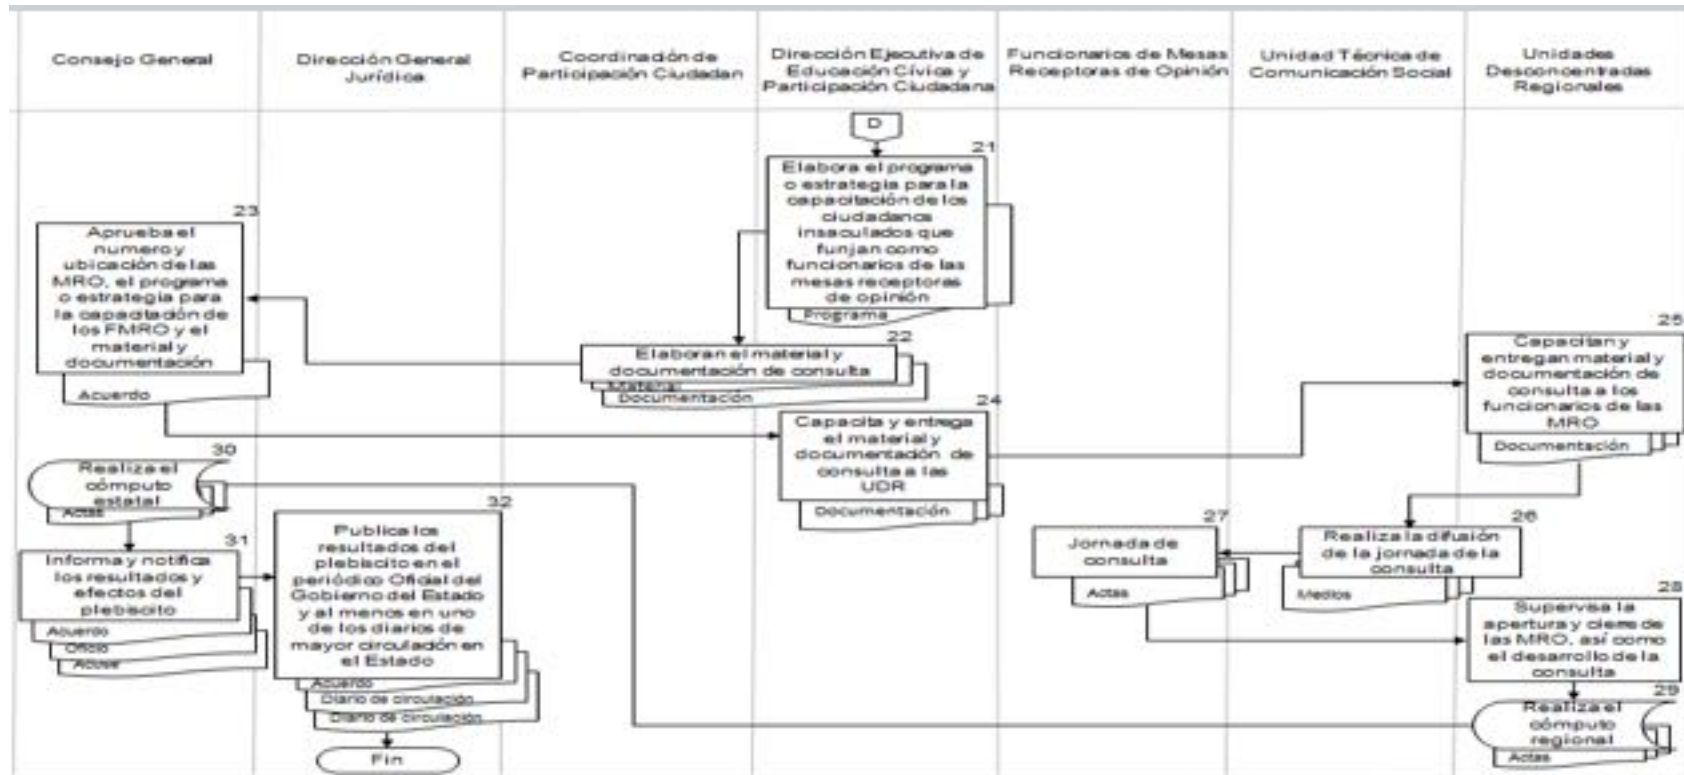 Consejo General
Dirección General
Jurídica
Coordinación de
Participación Ciudadan
Dirección Ejecutiva de
Educación Cívica y
Participación Ciudadana
Funcionarios de Mesas
Receptoras de Opinión
Unidad Técnica de
Comunicación Social
Unidades
Desconcentradas
Regionales
D
21
Elabora el programa
o estrategia para la
capacitación de los
ciudadanos
insaculados que
funjan como
funcionarios de las
mesas receptoras
de opinión
Programa
22
Elaboran el material y
documentación de consulta
Material
Documentación
23
Aprueba el
numero y
ubicación de las
MRO, el programa
o estrategia para
la capacitación de
los FMRO y el
material y
documentación
Acuerdo
24
Capacita y entrega
el material y
documentación de
consulta a las
UDR
Documentación
25
Capacitan y
entregan material y
documentación de
consulta a los
funcionarios de las
MRO
Documentación
26
Realiza la difusión
de la jornada de la
consulta
Medios
27
Jornada de
consulta
Actas
28
Supervisa la
apertura y cierre de
las MRO, así como
el desarrollo de la
consulta
29
Realiza el
cómputo
regional
Actas
30
Realiza el
cómputo
estatal
Actas
31
Informa y notifica
los resultados y
efectos del
plebiscito
Acuerdo
Oficio
Acuse
32
Publica los
resultados del
plebiscito en el
periódico Oficial del
Gobierno del Estado
y al menos en uno
de los diarios de
mayor circulación en
el Estado
Acuerdo
Diario de circulación
Diario de circulación
Fin